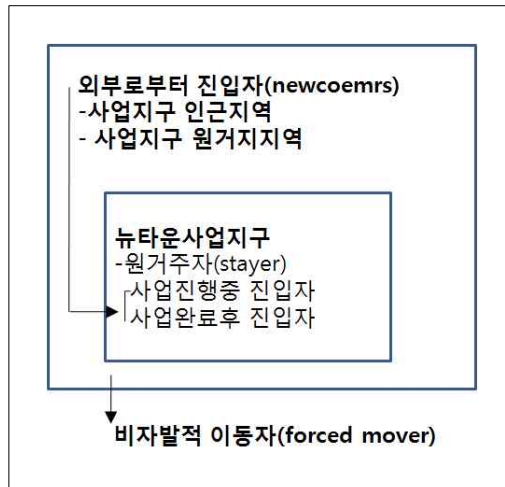 외부로부터 진입자(newcoemrs)
-사업지구 인근지역
- 사업지구 원거지지역
뉴타운사업지구
-원거주자(stayer)
사업진행중 진입자
사업완료후 진입자
비자발적 이동자(forced mover)